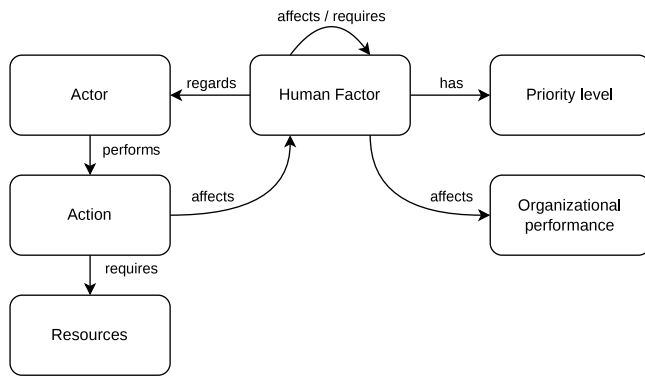 affects / requires
Actor
regards
Human Factor
has
Priority level
performs
Action
affects
affects
Organizational
performance
requires
Resources